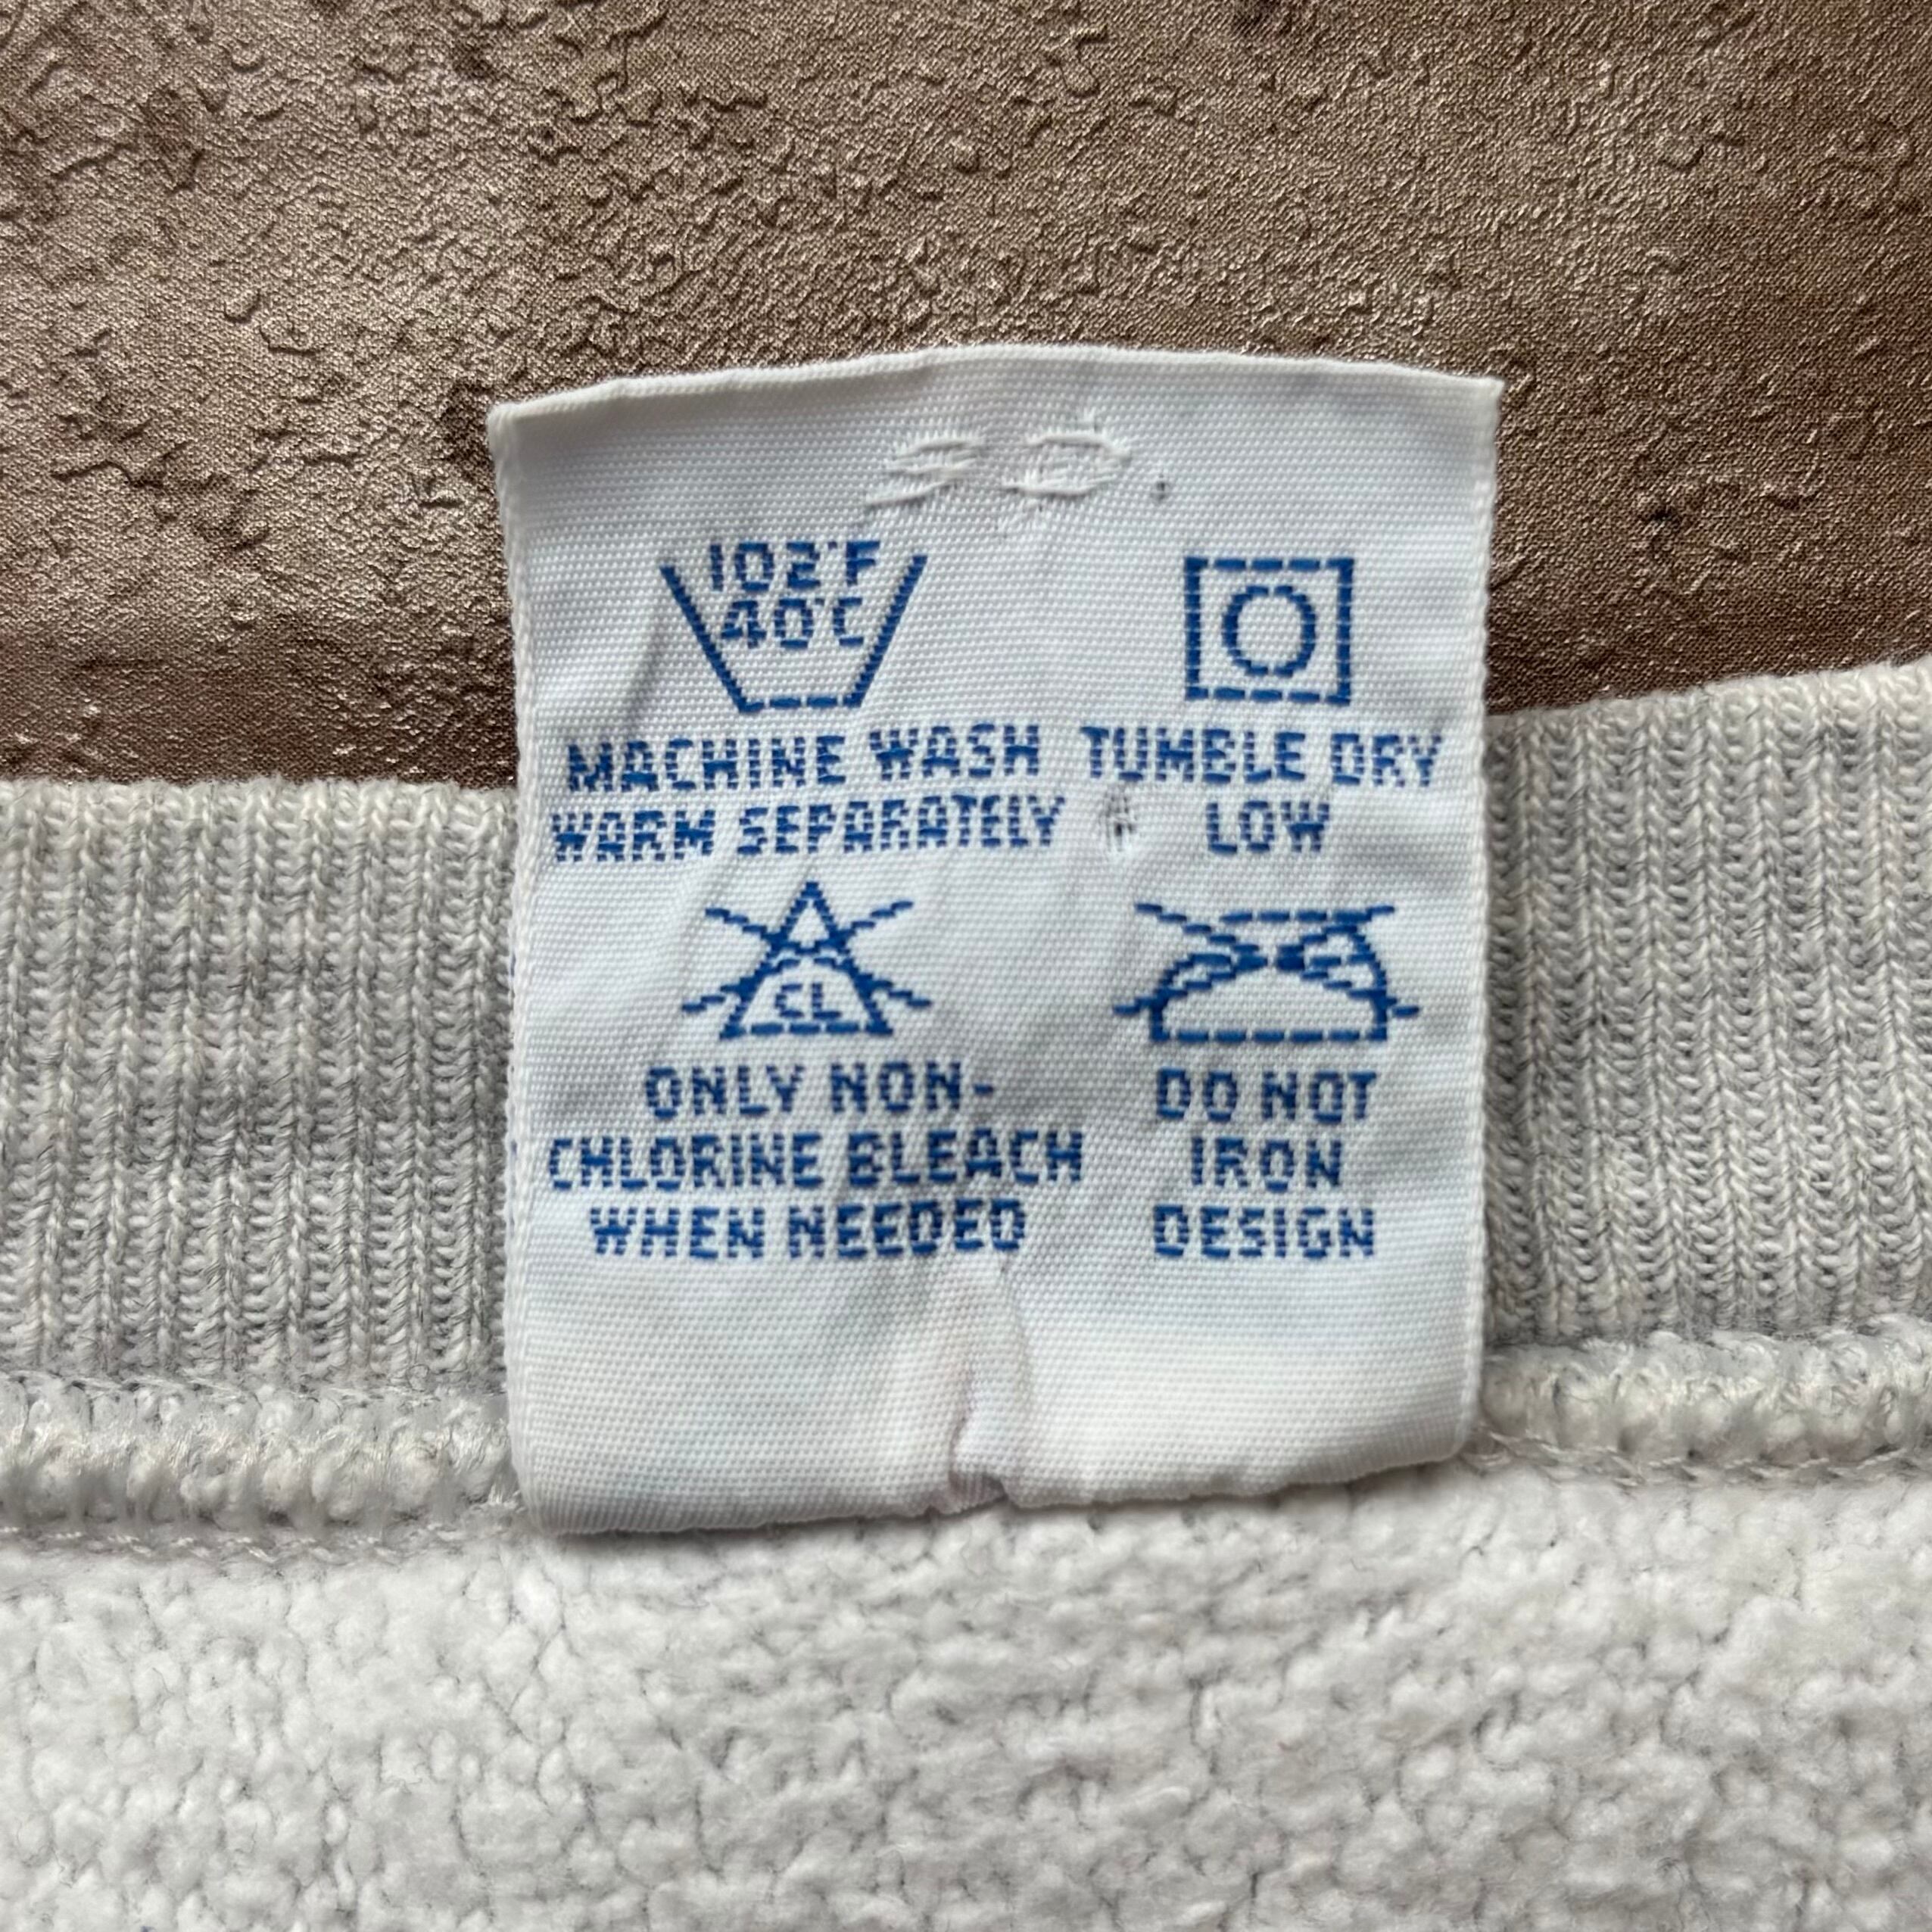 102°F
40°C
MACHINE WASH
WARM SEPARATELY
TUMBLE DRY
LOW
CL
ONLY NON-
CHLORINE BLEACH
WHEN NEEDED
DO NOT
IRON
DESIGN